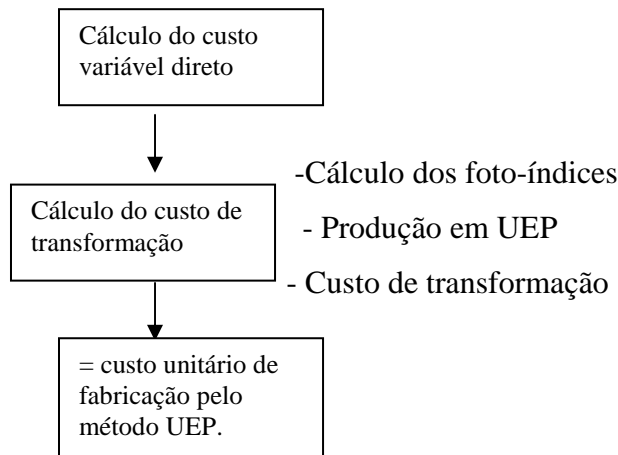 Cálculo do custo
variável direto
-Cálculo dos foto-índices
Cálculo do custo de
transformação
- Produção em UEP
- Custo de transformação
= custo unitário de
fabricação pelo
método UEP.